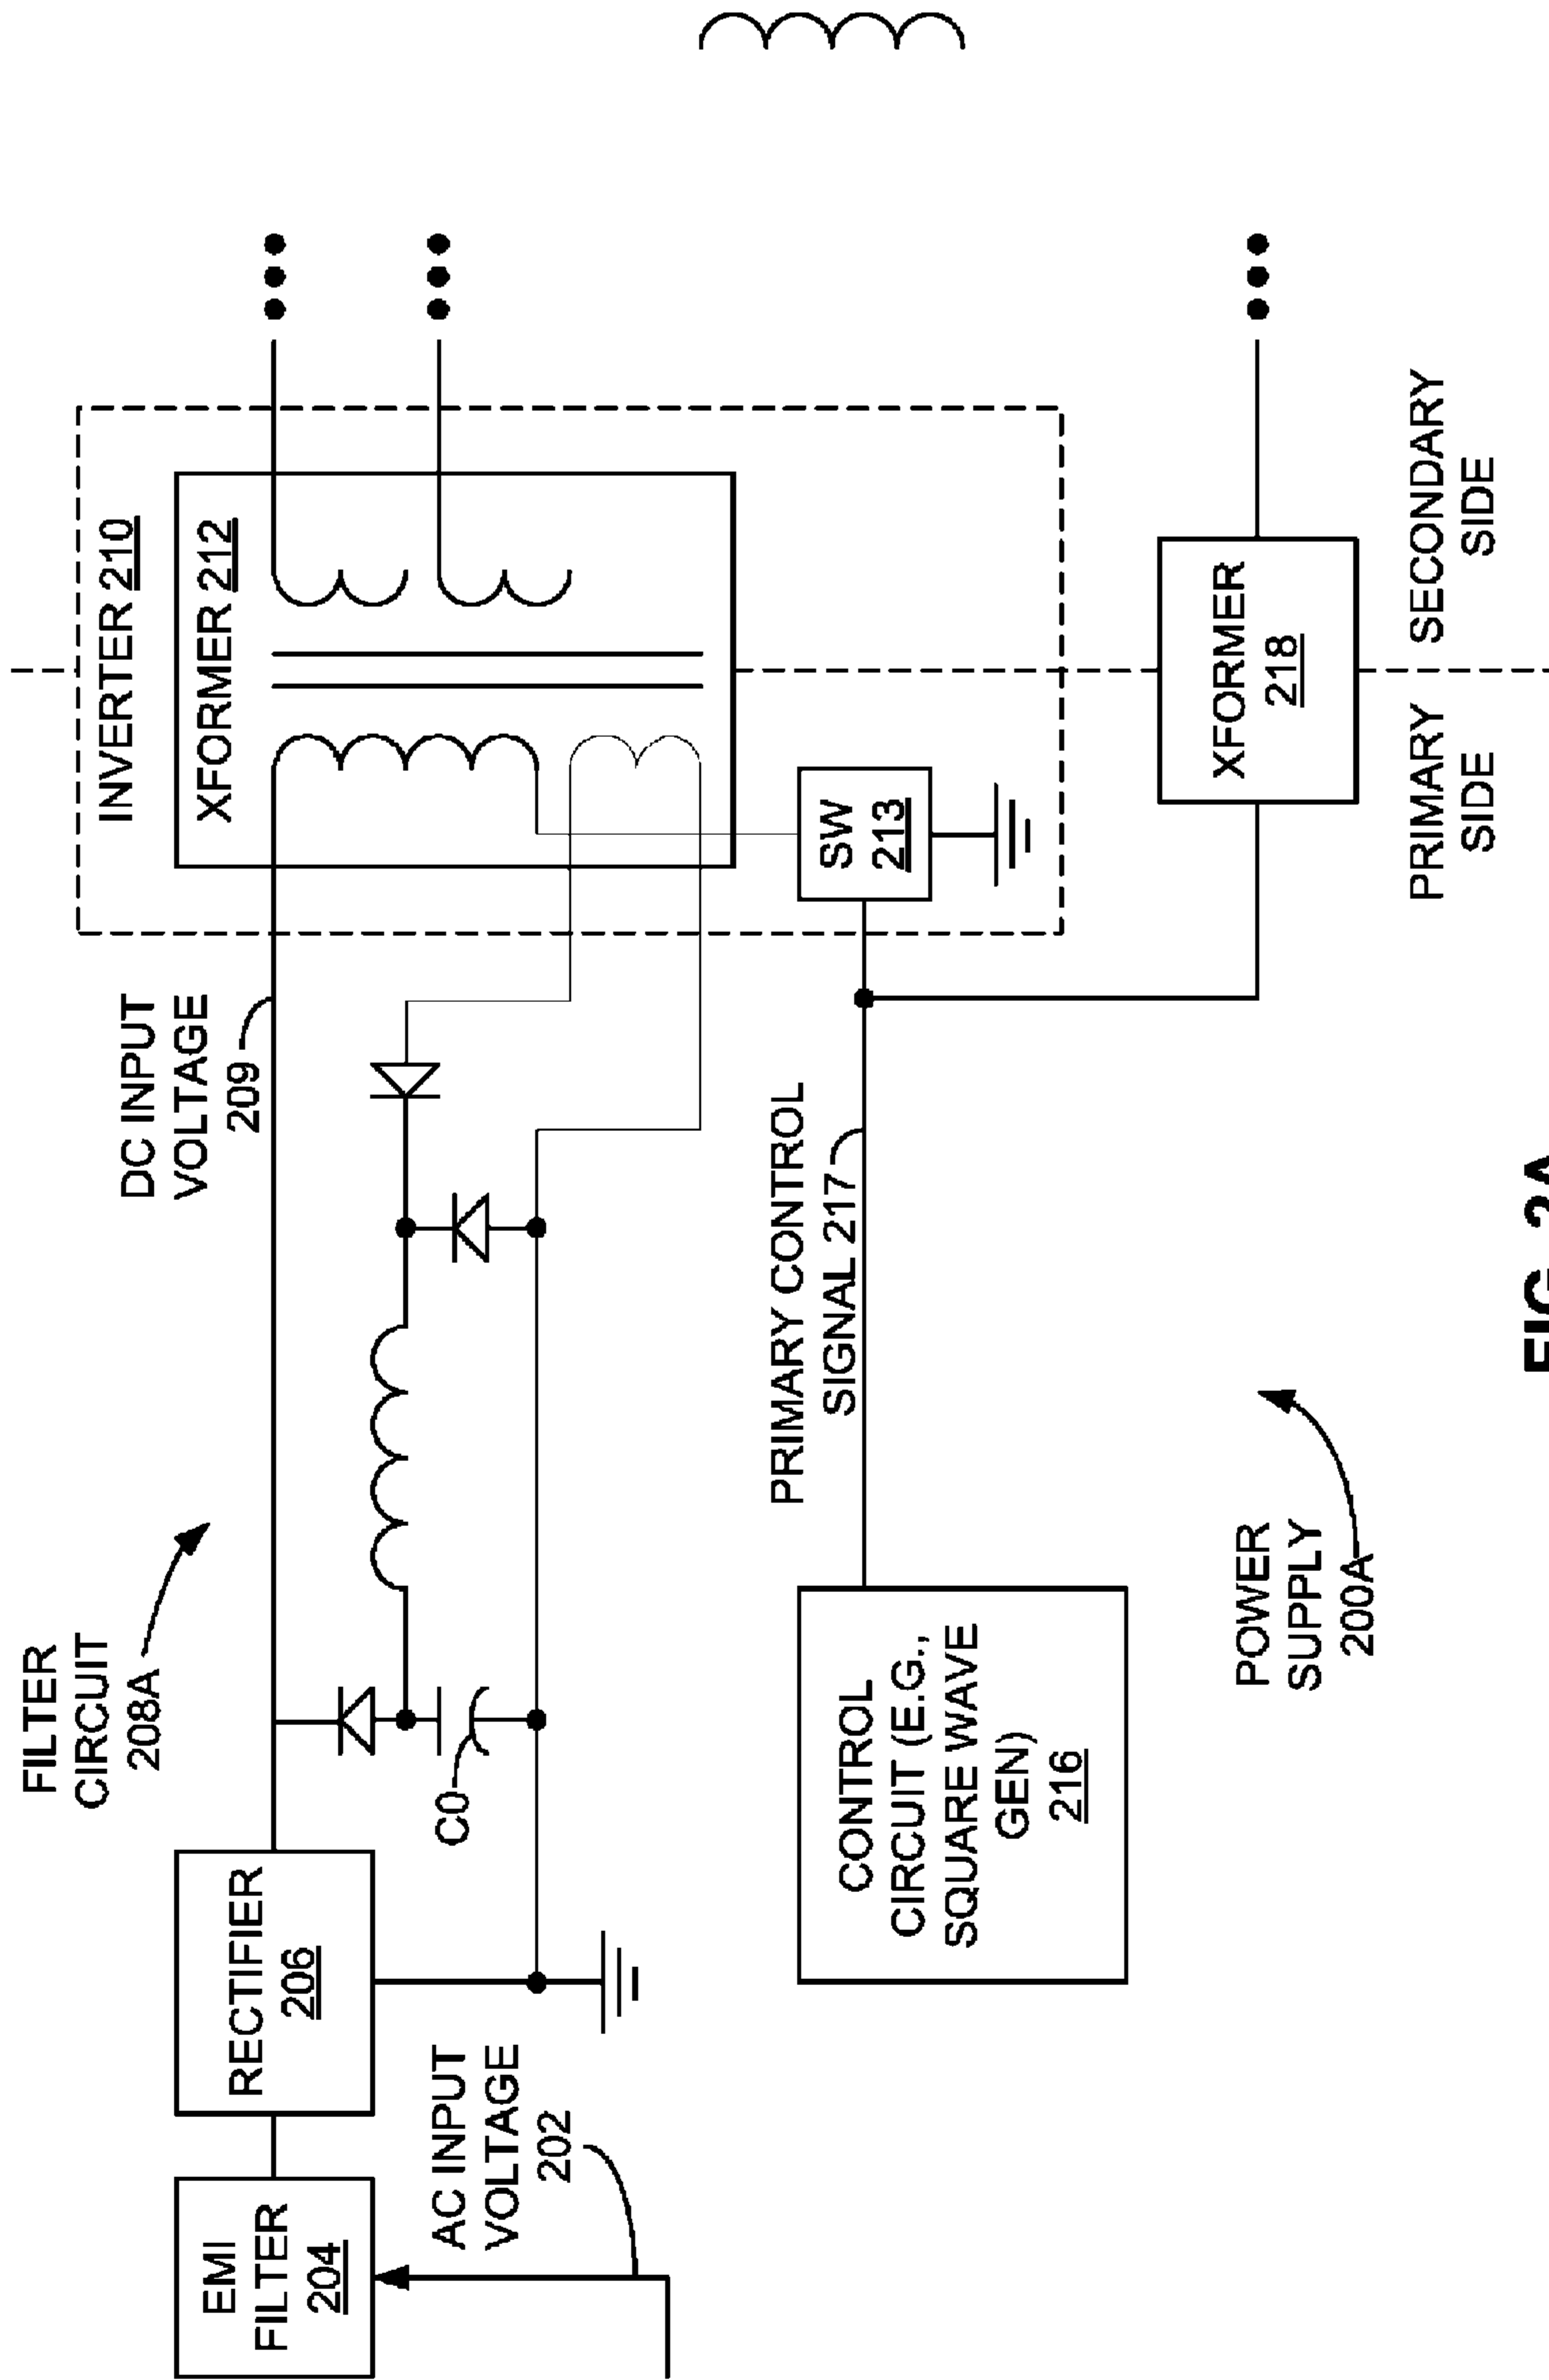 FILTER
CIRCUIT
208A
DC INPUT
VOLTAGE
209
INVERTER 210
XFORMER 212
EMI
FILTER
204
RECTIFIER
206
C0
AC INPUT
VOLTAGE
202
PRIMARY CONTROL
SIGNAL 217
SW
213
CONTROL
CIRCUIT (E.G.,
SQUARE WAVE
GEN)
216
POWER
SUPPLY
200A
XFORMER
218
PRIMARY
SIDE
SECONDARY
SIDE
FIG. 2A